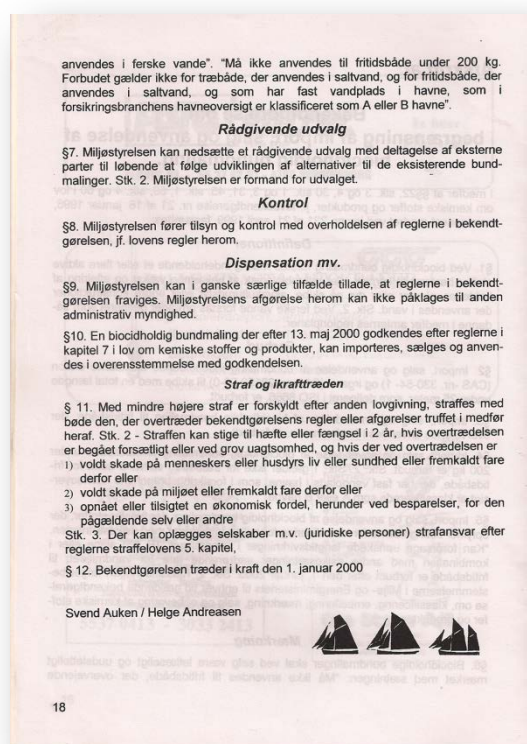 anvendes i ferske vande”. “Må ikke anvendes til fritidsbåde under 200 kg.
Forbudet gælder ikke for træbåde, der anvendes i saltvand, og for fritidsbåde, der
anvendes i saltvand, og som har fast vandplads i havne, som i
forsikringsbranchens havneoversigt er klassificeret som A eller B havne”.
Rådgivende udvalg
§7. Miljøstyrelsen kan nedsætte et rådgivende udvalg med deltagelse af eksterne
parter til løbende at følge udviklingen af alternativer til de eksisterende bund-
malinger. Stk. 2. Miljøstyrelsen er formand for udvalget.
Kontrol
§8. Miljøstyrelsen fører tilsyn og kontrol med overholdelsen af reglerne i bekendt-
gørelsen, jf. lovens regler herom.
Dispensation mv.
§9. Miljøstyrelsen kan i ganske særlige tilfælde tillade, at reglerne i bekendt-
gørelsen fraviges. Miljøstyrelsens afgørelse herom kan ikke påklages til anden
administrativ myndighed.
§10. En biocidholdig bundmaling der efter 13. maj 2000 godkendes efter reglerne i
kapitel 7 i lov om kemiske stoffer og produkter, kan importeres, sælges og anven-
des i overensstemmelse med godkendelsen.
Straf og ikrafttræden
§ 11. Med mindre højere straf er forskyldt efter anden lovgivning, straffes med
bøde den, der overtræder bekendtgørelsens regler eller afgørelser truffet i medfør
heraf. Stk. 2 - Straffen kan stige til hæfte eller fængsel i 2 år, hvis overtrædelsen
er begået forsætligt eller ved grov uagtsomhed, og hvis der ved overtrædelsen er
1) voldt skade på menneskers eller husdyrs liv eller sundhed eller fremkaldt fare
derfor eller
2) voldt skade på miljøet eller fremkaldt fare derfor eller
3) opnået eller tilsigtet en økonomisk fordel, herunder ved besparelser, for den
pågældende selv eller andre
Stk. 3. Der kan oplægges selskaber m.v. (juridiske personer) strafansvar efter
reglerne straffelovens 5. kapitel,
§ 12. Bekendtgørelsen træder i kraft den 1. januar 2000
Svend Auken / Helge Andreasen
18